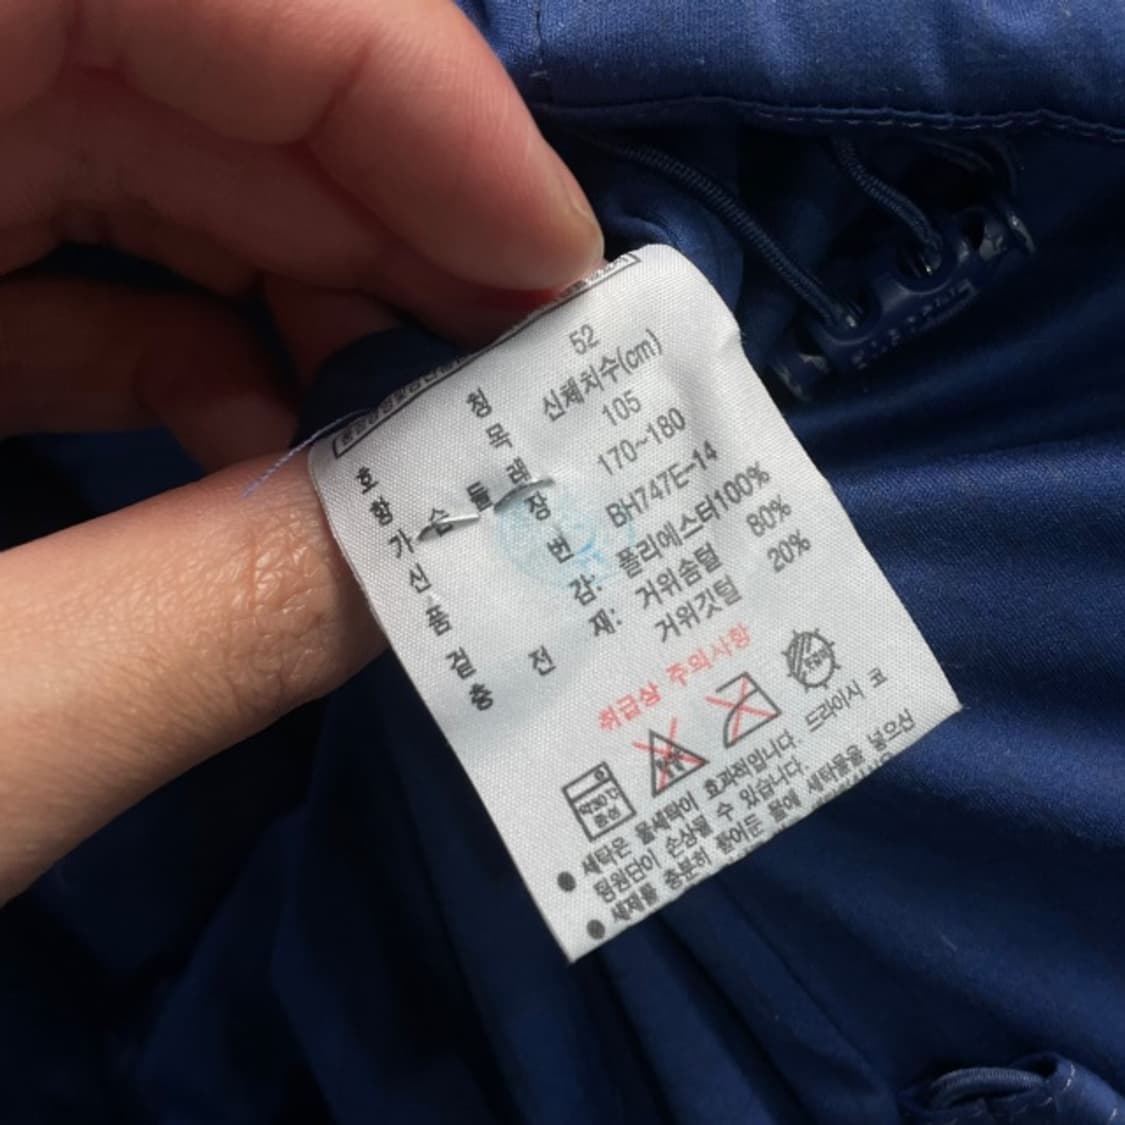 호 칭 52
항 목 신체치수(cm)
가 슴 둘 레 105
신 장 170~180
품 번 BH747E-14
겉 감: 폴리에스터100%
충 전 재: 거위솜털 80%
거위깃털 20%
취급상 주의사항
약30℃
중성
● 세탁은 물세탁이 효과적입니다. 드라이시 코
팅원단이 손상될 수 있습니다.
● 세제를 충분히 풀어둔 물에 세탁물을 넣으신